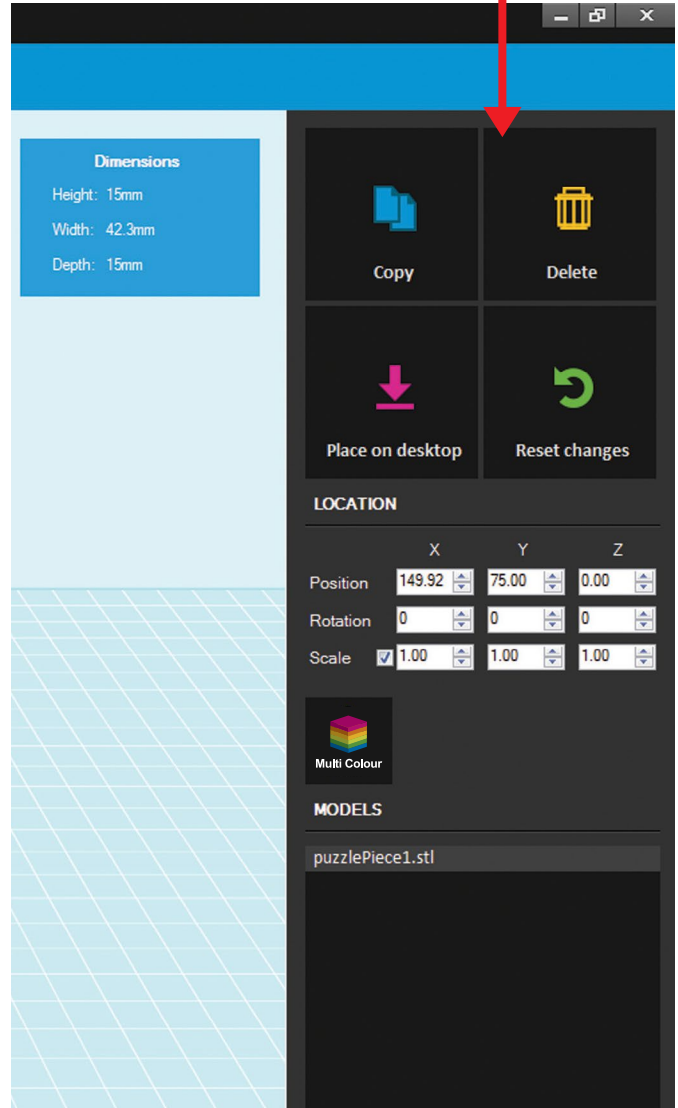 Dimensions
Height: 15mm
Width: 42.3mm
Depth: 15mm
Copy
Delete
Place on desktop
Reset changes
LOCATION
X Y Z
Position 149.92 75.00 0.00
Rotation 0 0 0
Scale 1.00 1.00 1.00
Multi Colour
MODELS
puzzlePiece1.stl